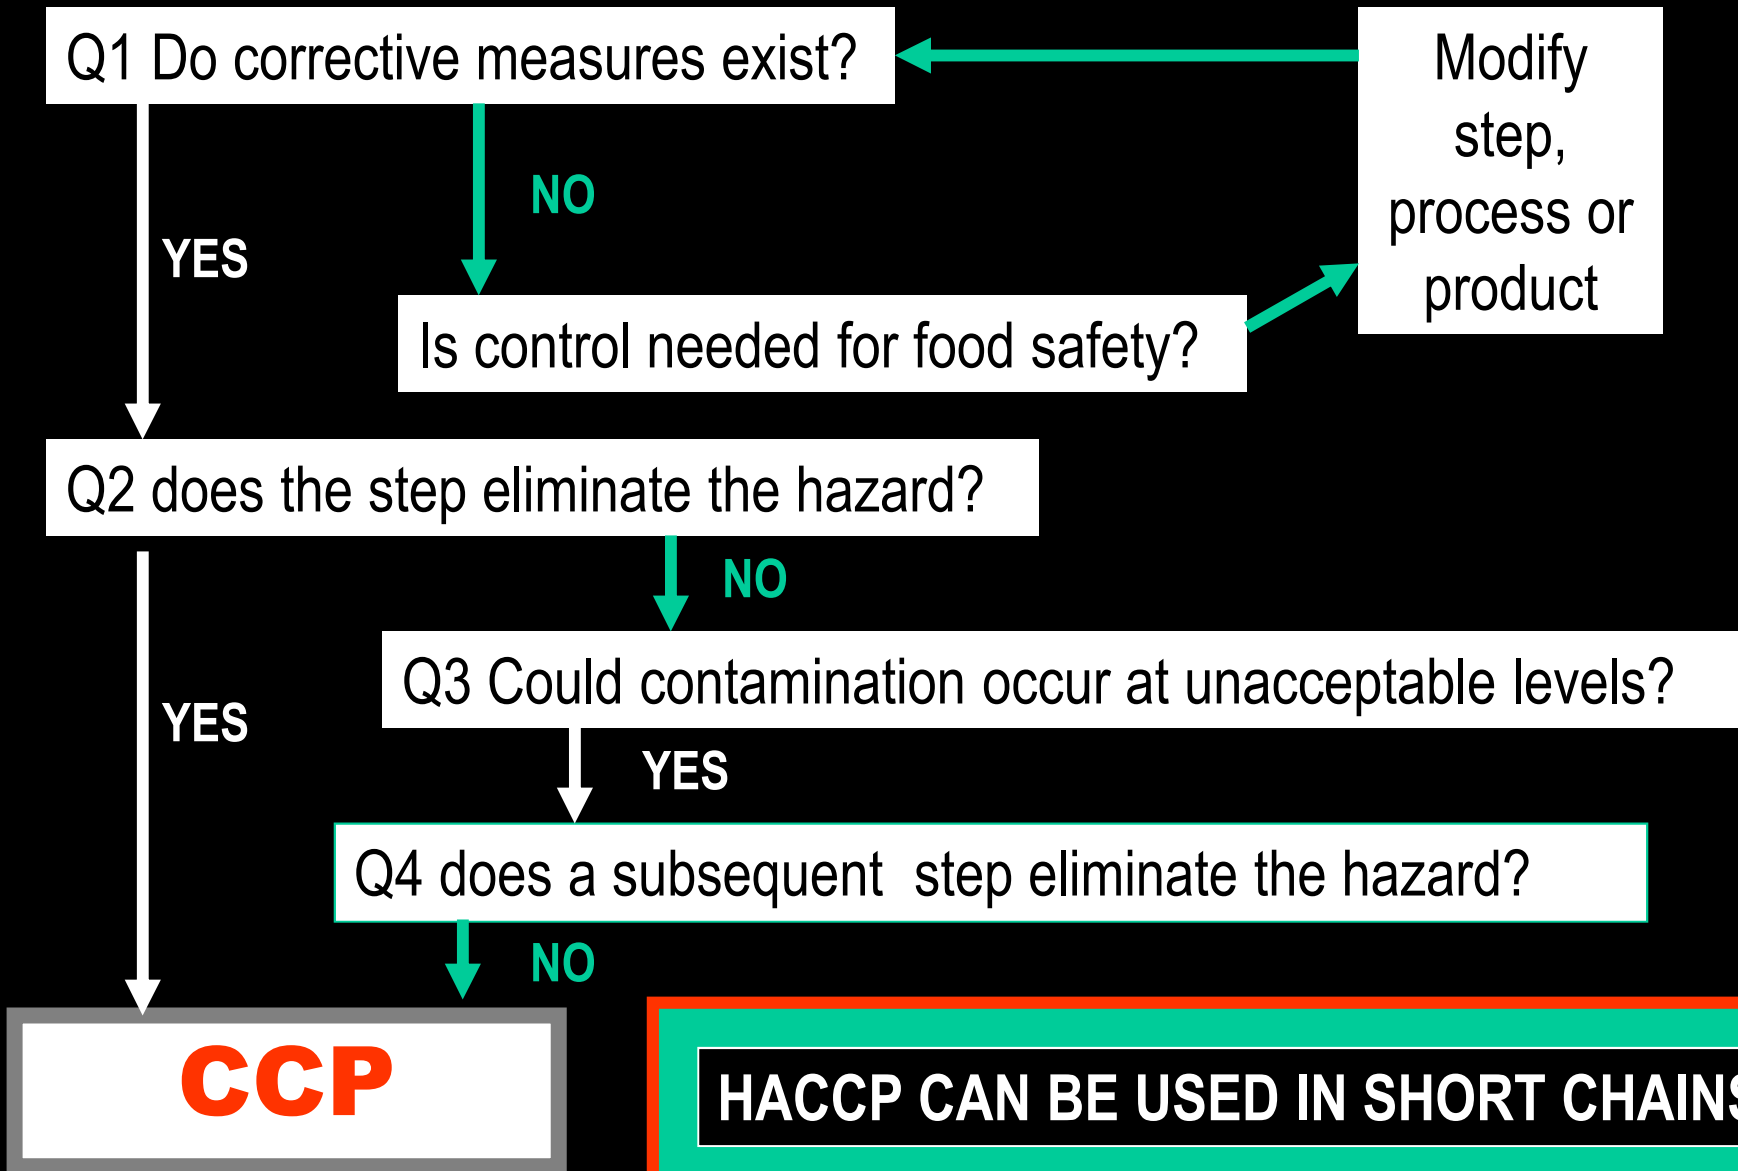 Q1 Do corrective measures exist?
Modify
step,
process or
product
NO
YES
Is control needed for food safety?
Q2 does the step eliminate the hazard?
NO
Q3 Could contamination occur at unacceptable levels?
YES
YES
Q4 does a subsequent step eliminate the hazard?
NO
CCP
HACCP CAN BE USED IN SHORT CHAINS